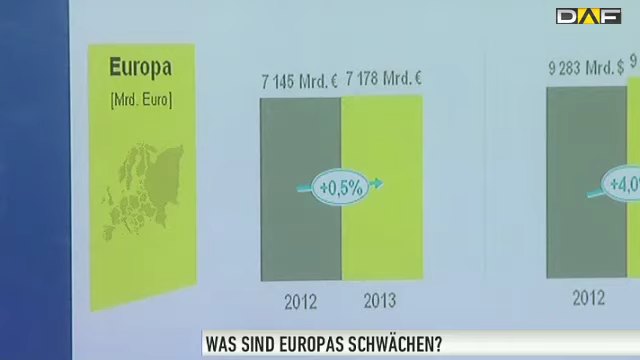 DAF
Europa
[Mrd. Euro]
7 145 Mrd. € 7 178 Mrd. €
+0,5%
2012 2013
9 283 Mrd. $ 9
+4,0%
2012
WAS SIND EUROPAS SCHWÄCHEN?